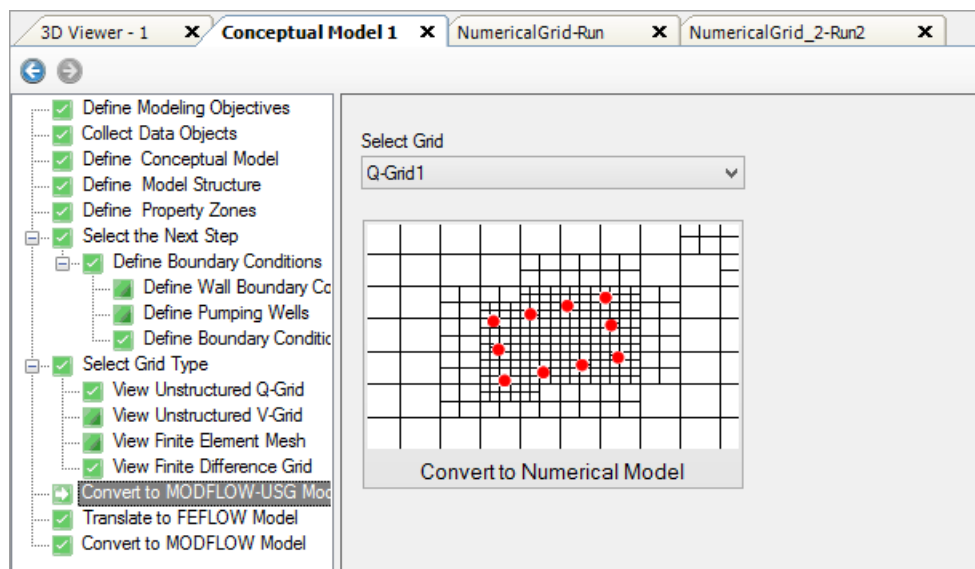 3D Viewer - 1
Conceptual Model 1
NumericalGrid-Run
NumericalGrid_2-Run2
Define Modeling Objectives
Collect Data Objects
Define Conceptual Model
Define Model Structure
Define Property Zones
Select the Next Step
Define Boundary Conditions
Define Wall Boundary Co
Define Pumping Wells
Define Boundary Conditic
Select Grid Type
View Unstructured Q-Grid
View Unstructured V-Grid
View Finite Element Mesh
View Finite Difference Grid
Convert to MODFLOW-USG Mod
Translate to FEFLOW Model
Convert to MODFLOW Model
Select Grid
Q-Grid1
Convert to Numerical Model